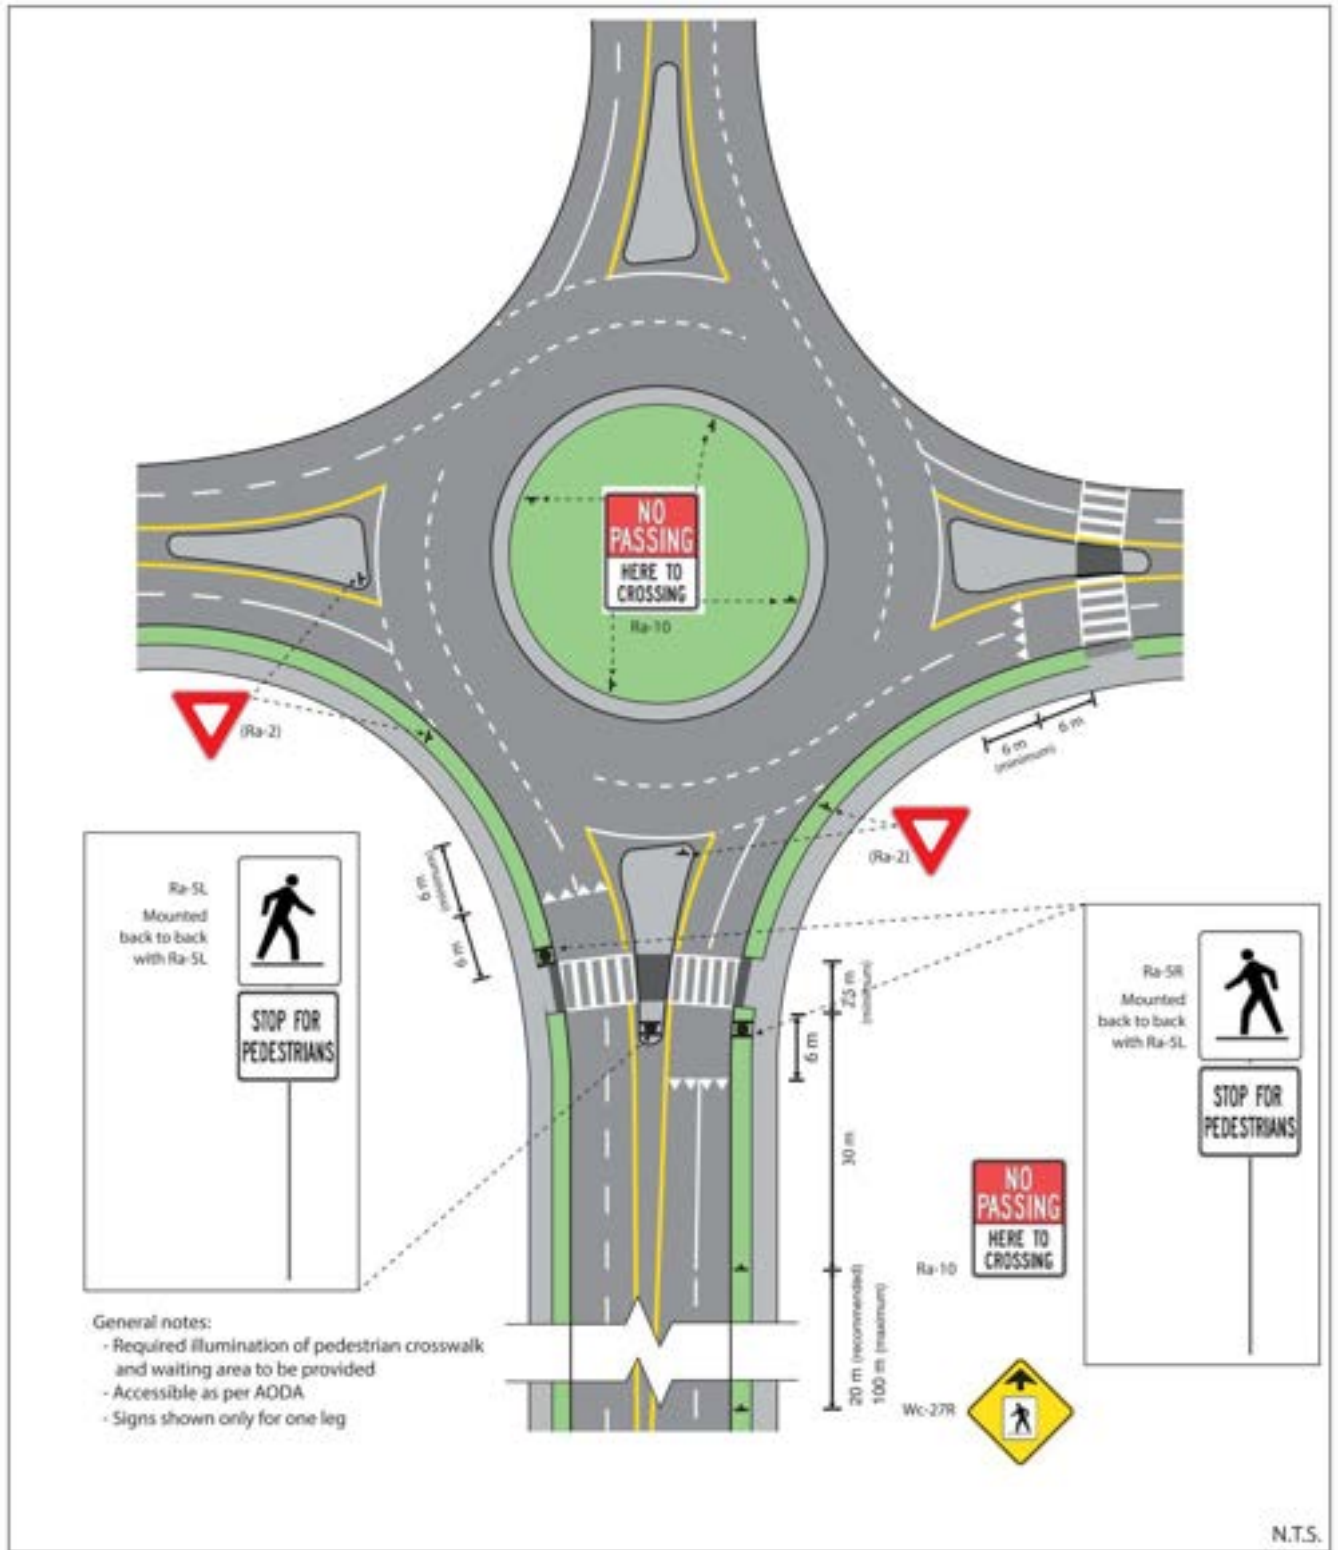 NO
PASSING
HERE TO
CROSSING
Ra-10
(Ra-2)
6 m
(minimum)
6 m
(Ra-2)
6 m
(minimum)
6 m
Ra-5L
Mounted
back to back
with Ra-5L
STOP FOR
PEDESTRIANS
Ra-5R
Mounted
back to back
with Ra-5L
STOP FOR
PEDESTRIANS
(minimum)
6 m
30 m
NO
PASSING
HERE TO
CROSSING
Ra-10
20 m (recommended)
100 m (maximum)
Wc-27R
General notes:
- Required illumination of pedestrian crosswalk
and waiting area to be provided
- Accessible as per AODA
- Signs shown only for one leg
N.T.S.